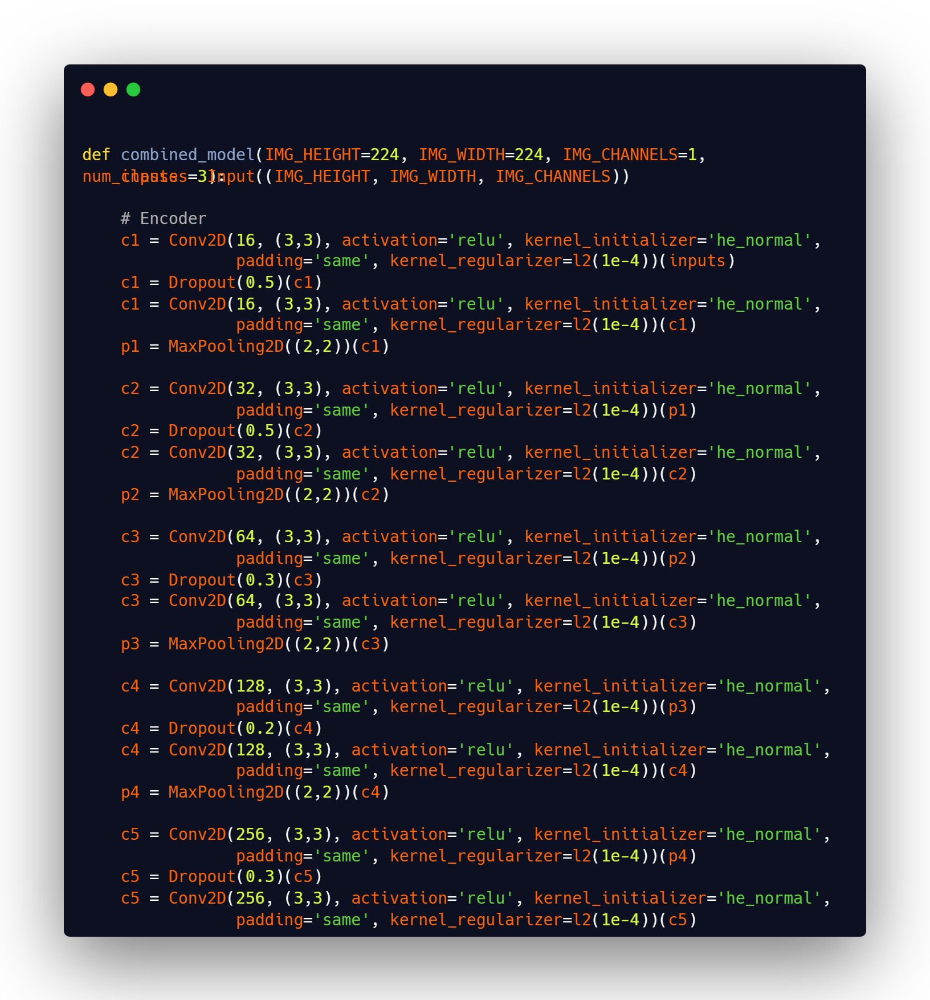 def combined_model(IMG_HEIGHT=224, IMG_WIDTH=224, IMG_CHANNELS=1,
num_classes=3):
    inputs = Input((IMG_HEIGHT, IMG_WIDTH, IMG_CHANNELS))

    # Encoder
    c1 = Conv2D(16, (3,3), activation='relu', kernel_initializer='he_normal',
                padding='same', kernel_regularizer=l2(1e-4))(inputs)
    c1 = Dropout(0.5)(c1)
    c1 = Conv2D(16, (3,3), activation='relu', kernel_initializer='he_normal',
                padding='same', kernel_regularizer=l2(1e-4))(c1)
    p1 = MaxPooling2D((2,2))(c1)

    c2 = Conv2D(32, (3,3), activation='relu', kernel_initializer='he_normal',
                padding='same', kernel_regularizer=l2(1e-4))(p1)
    c2 = Dropout(0.5)(c2)
    c2 = Conv2D(32, (3,3), activation='relu', kernel_initializer='he_normal',
                padding='same', kernel_regularizer=l2(1e-4))(c2)
    p2 = MaxPooling2D((2,2))(c2)

    c3 = Conv2D(64, (3,3), activation='relu', kernel_initializer='he_normal',
                padding='same', kernel_regularizer=l2(1e-4))(p2)
    c3 = Dropout(0.3)(c3)
    c3 = Conv2D(64, (3,3), activation='relu', kernel_initializer='he_normal',
                padding='same', kernel_regularizer=l2(1e-4))(c3)
    p3 = MaxPooling2D((2,2))(c3)

    c4 = Conv2D(128, (3,3), activation='relu', kernel_initializer='he_normal',
                padding='same', kernel_regularizer=l2(1e-4))(p3)
    c4 = Dropout(0.2)(c4)
    c4 = Conv2D(128, (3,3), activation='relu', kernel_initializer='he_normal',
                padding='same', kernel_regularizer=l2(1e-4))(c4)
    p4 = MaxPooling2D((2,2))(c4)

    c5 = Conv2D(256, (3,3), activation='relu', kernel_initializer='he_normal',
                padding='same', kernel_regularizer=l2(1e-4))(p4)
    c5 = Dropout(0.3)(c5)
    c5 = Conv2D(256, (3,3), activation='relu', kernel_initializer='he_normal',
                padding='same', kernel_regularizer=l2(1e-4))(c5)